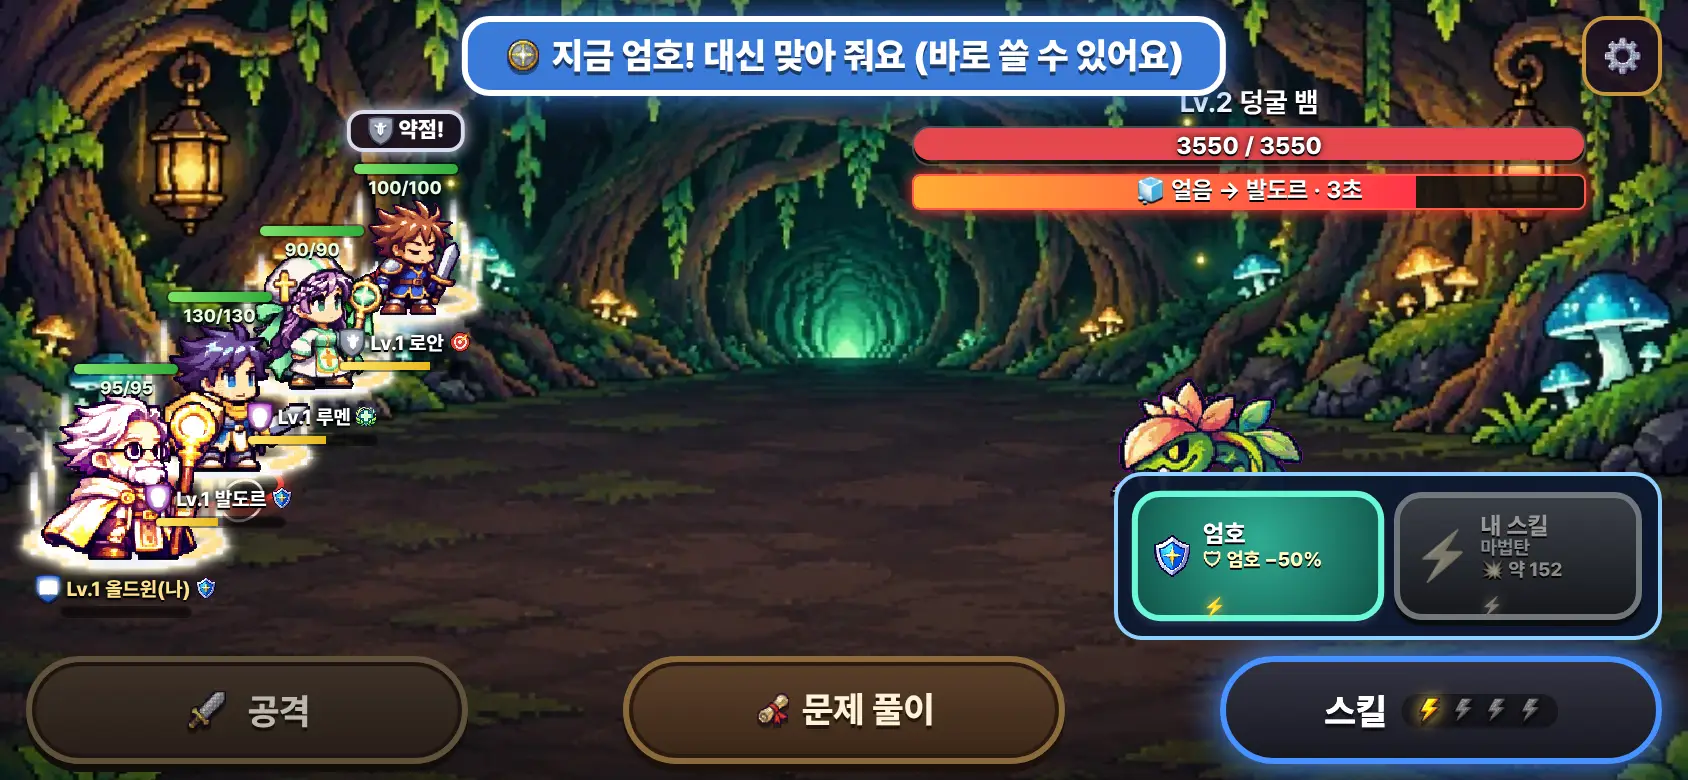 지금 엄호! 대신 맞아 줘요 (바로 쓸 수 있어요)
Lv.2 덩굴 뱀
3550 / 3550
얼음 → 발도르 · 3초
약점!
100/100
90/90
130/130
95/95
Lv.1 로안
Lv.1 루멘
Lv.1 발도르
Lv.1 올드윈(나)
엄호
엄호 -50%
내 스킬
마법탄
약 152
공격
문제 풀이
스킬